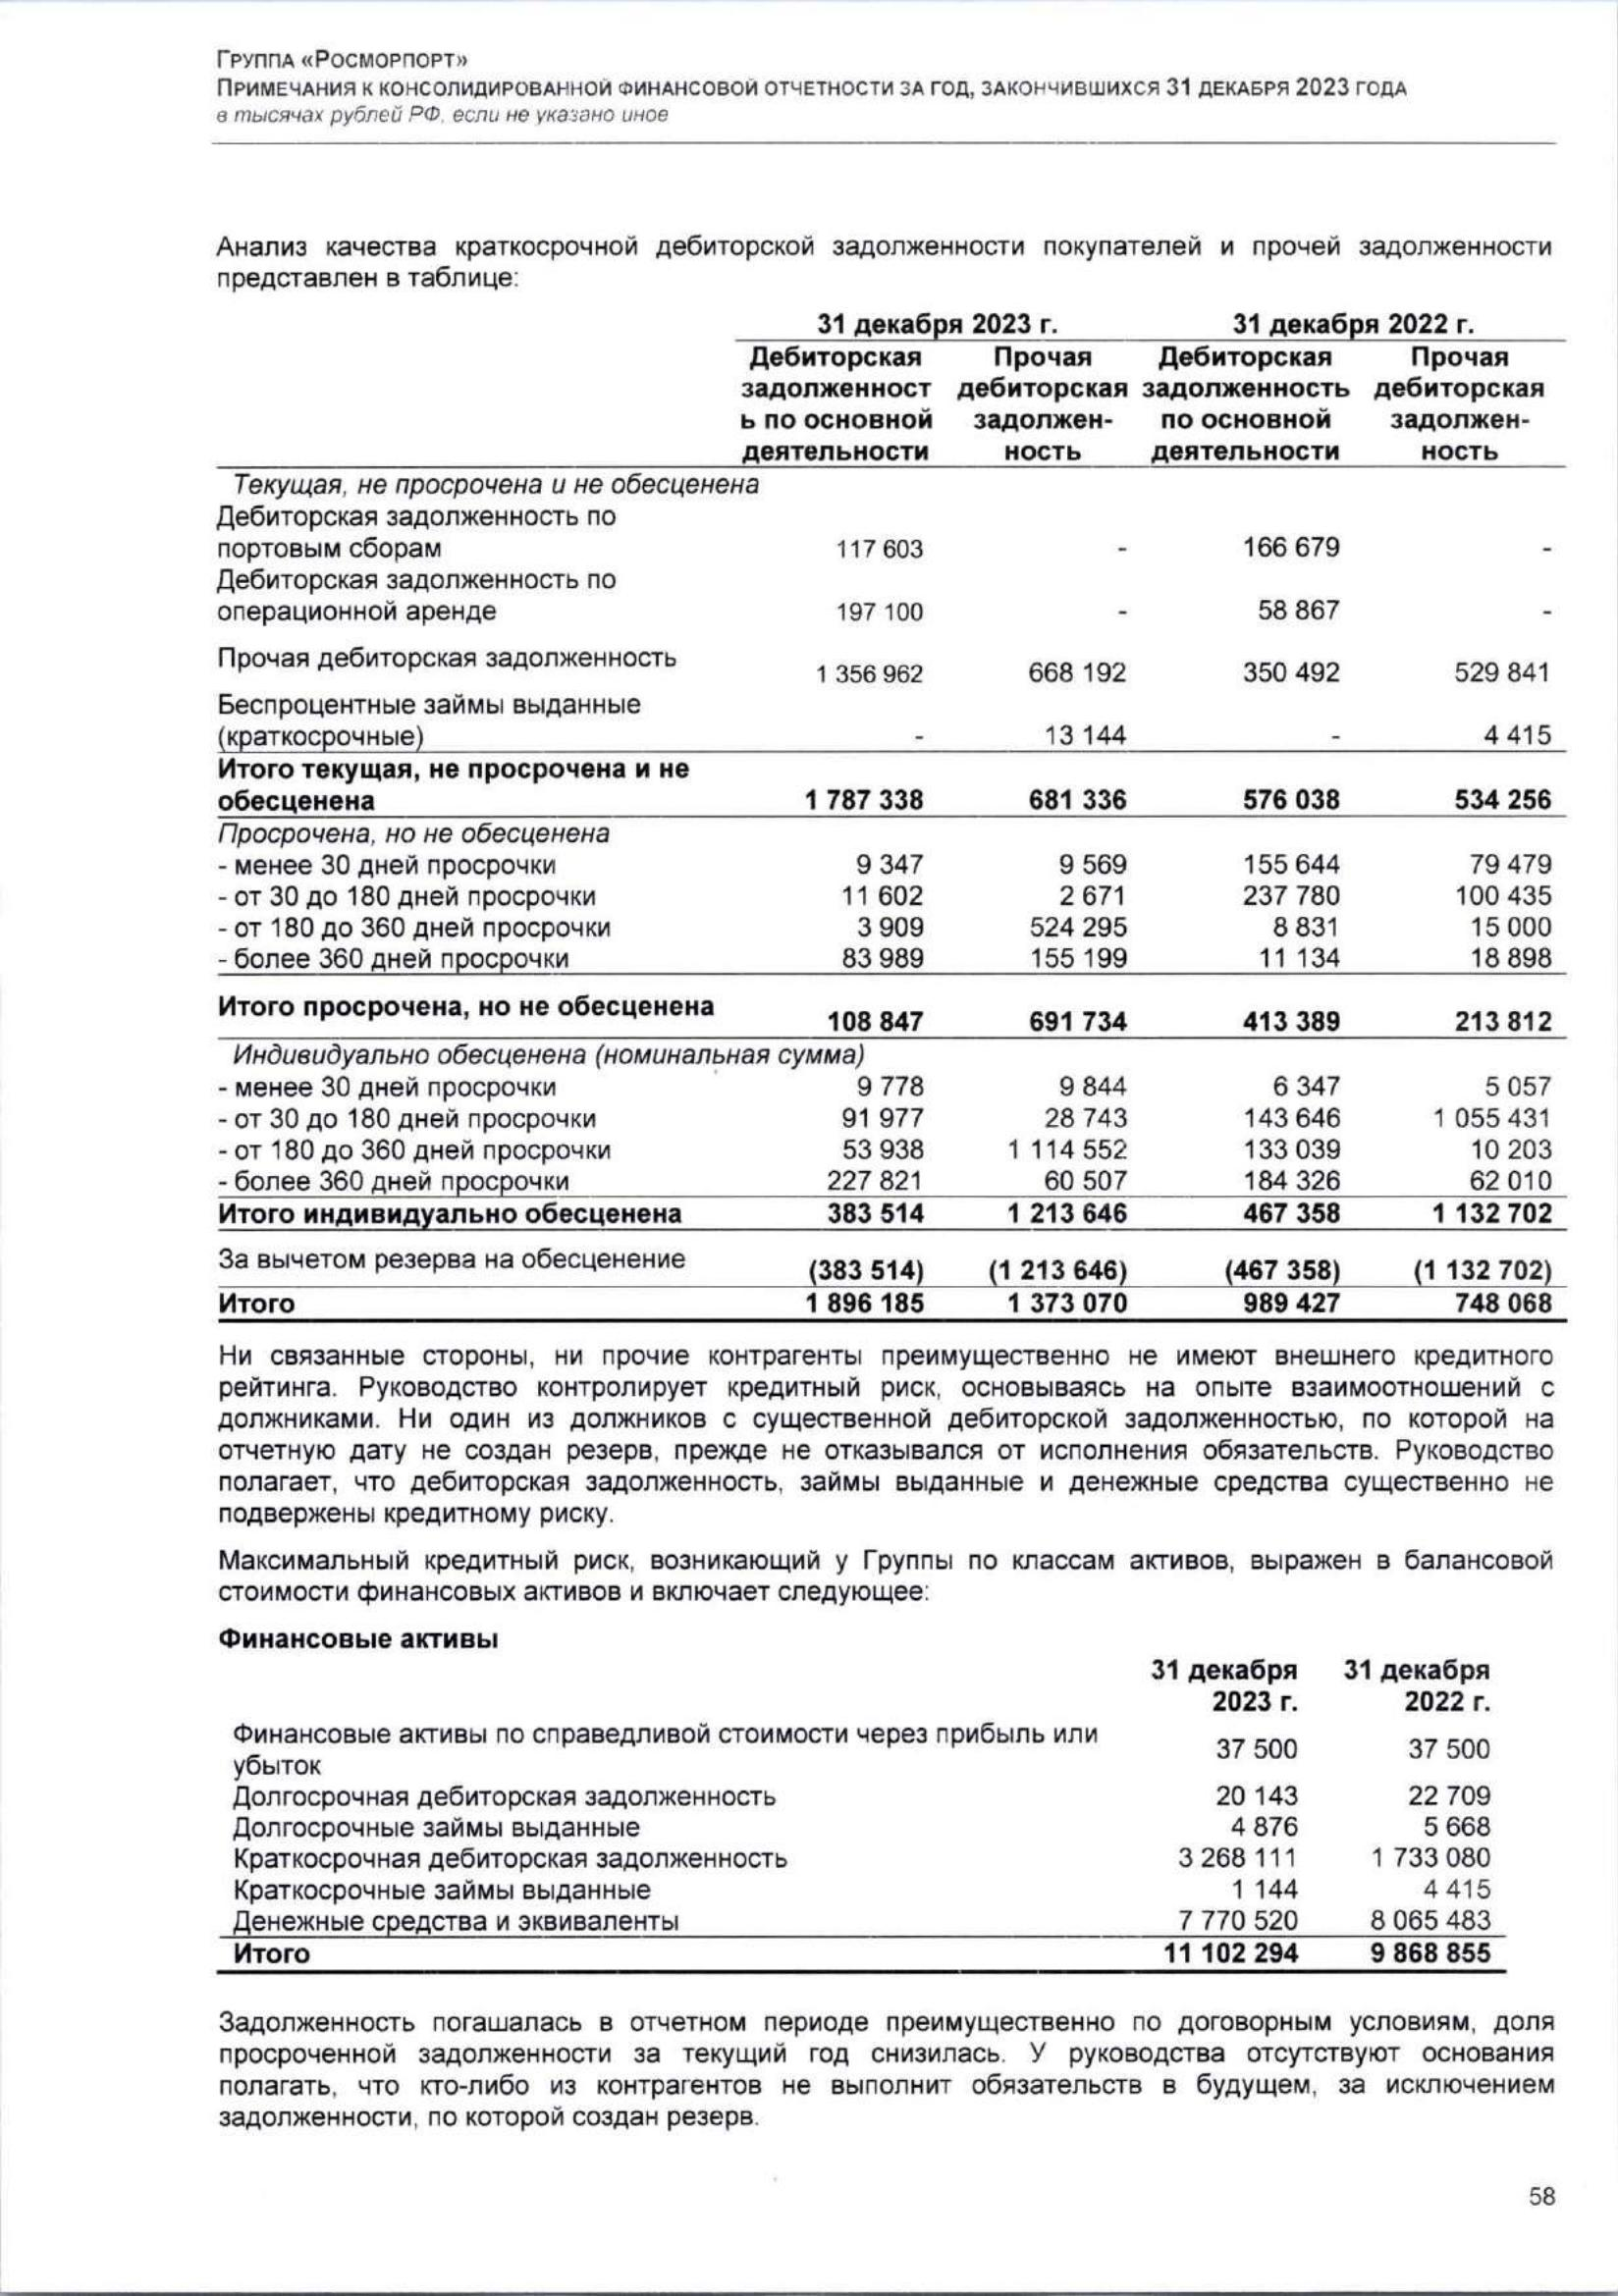 ГРУППА «РОСМОРПОРТ»
ПРИМЕЧАНИЯ К КОНСОЛИДИРОВАННОЙ ФИНАНСОВОЙ ОТЧЕТНОСТИ ЗА ГОД, ЗАКОНЧИВШИХСЯ 31 ДЕКАБРЯ 2023 ГОДА
в тысячах рублей РФ, если не указано иное
Анализ качества краткосрочной дебиторской задолженности покупателей и прочей задолженности
представлен в таблице:
31 декабря 2023 г. 31 декабря 2022 г.
Дебиторская Прочая Дебиторская Прочая
задолженност дебиторская задолженность дебиторская
ь по основной задолжен- по основной задолжен-
деятельности ность деятельности ность
Текущая, не просрочена и не обесценена
Дебиторская задолженность по
портовым сборам 117 603 - 166 679 -
Дебиторская задолженность по
операционной аренде 197 100 - 58 867 -
Прочая дебиторская задолженность 1 356 962 668 192 350 492 529 841
Беспроцентные займы выданные
(краткосрочные) - 13 144 - 4 415
Итого текущая, не просрочена и не
обесценена 1 787 338 681 336 576 038 534 256
Просрочена, но не обесценена
- менее 30 дней просрочки 9 347 9 569 155 644 79 479
- от 30 до 180 дней просрочки 11 602 2 671 237 780 100 435
- от 180 до 360 дней просрочки 3 909 524 295 8 831 15 000
- более 360 дней просрочки 83 989 155 199 11 134 18 898
Итого просрочена, но не обесценена 108 847 691 734 413 389 213 812
Индивидуально обесценена (номинальная сумма)
- менее 30 дней просрочки 9 778 9 844 6 347 5 057
- от 30 до 180 дней просрочки 91 977 28 743 143 646 1 055 431
- от 180 до 360 дней просрочки 53 938 1 114 552 133 039 10 203
- более 360 дней просрочки 227 821 60 507 184 326 62 010
Итого индивидуально обесценена 383 514 1 213 646 467 358 1 132 702
За вычетом резерва на обесценение (383 514) (1 213 646) (467 358) (1 132 702)
Итого 1 896 185 1 373 070 989 427 748 068
Ни связанные стороны, ни прочие контрагенты преимущественно не имеют внешнего кредитного
рейтинга. Руководство контролирует кредитный риск, основываясь на опыте взаимоотношений с
должниками. Ни один из должников с существенной дебиторской задолженностью, по которой на
отчетную дату не создан резерв, прежде не отказывался от исполнения обязательств. Руководство
полагает, что дебиторская задолженность, займы выданные и денежные средства существенно не
подвержены кредитному риску.
Максимальный кредитный риск, возникающий у Группы по классам активов, выражен в балансовой
стоимости финансовых активов и включает следующее:
Финансовые активы
31 декабря 31 декабря
2023 г. 2022 г.
Финансовые активы по справедливой стоимости через прибыль или
убыток 37 500 37 500
Долгосрочная дебиторская задолженность 20 143 22 709
Долгосрочные займы выданные 4 876 5 668
Краткосрочная дебиторская задолженность 3 268 111 1 733 080
Краткосрочные займы выданные 1 144 4 415
Денежные средства и эквиваленты 7 770 520 8 065 483
Итого 11 102 294 9 868 855
Задолженность погашалась в отчетном периоде преимущественно по договорным условиям, доля
просроченной задолженности за текущий год снизилась. У руководства отсутствуют основания
полагать, что кто-либо из контрагентов не выполнит обязательств в будущем, за исключением
задолженности, по которой создан резерв.
58